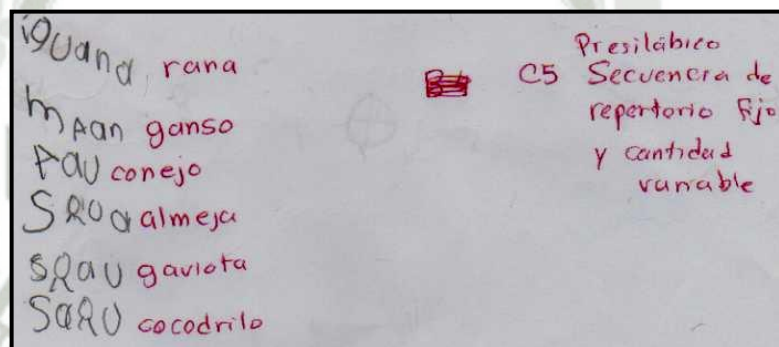 iguana rana
mAan ganso
PAU conejo
SRUa almeja
SRaU gaviota
SaRU cocodrilo
Presilábico
C5 Secuencia de
repertorio fijo
y cantidad
variable